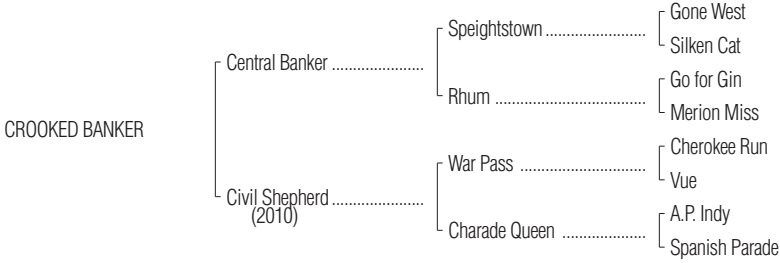 Gone West
Speightstown ......................
Silken Cat
Central Banker ....................
Go for Gin
Rhum .................................
Merion Miss
CROOKED BANKER
Cherokee Run
War Pass ...........................
Vue
Civil Shepherd ....................
(2010)
A.P. Indy
Charade Queen ..................
Spanish Parade